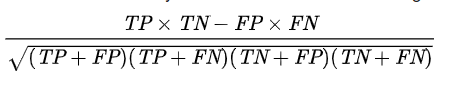 TP × TN − FP × FN
√(TP + FP)(TP + FN)(TN + FP)(TN + FN)